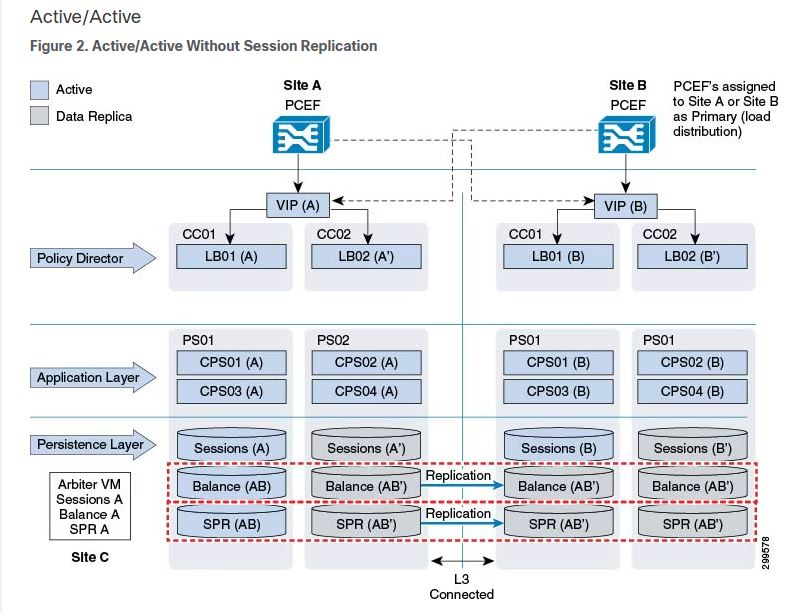 Active/Active
Figure 2. Active/Active Without Session Replication
Active
Data Replica
Site A
PCEF
Site B
PCEF
PCEF's assigned
to Site A or Site B
as Primary (load
distribution)
VIP (A)
VIP (B)
Policy Director
CC01
LB01 (A)
CC02
LB02 (A')
CC01
LB01 (B)
CC02
LB02 (B')
Application Layer
PS01
CPS01 (A)
CPS03 (A)
PS02
CPS02 (A)
CPS04 (A)
PS01
CPS01 (B)
CPS03 (B)
PS01
CPS02 (B)
CPS04 (B)
Persistence Layer
Sessions (A)
Sessions (A')
Sessions (B)
Sessions (B')
Balance (AB)
Balance (AB')
Replication
Balance (AB')
Balance (AB')
SPR (AB)
SPR (AB')
Replication
SPR (AB')
SPR (AB')
Arbiter VM
Sessions A
Balance A
SPR A
Site C
L3
Connected
299578